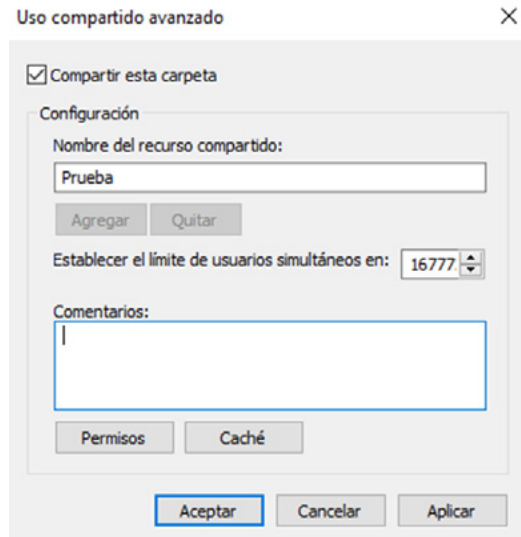 Uso compartido avanzado
Compartir esta carpeta
Configuración
Nombre del recurso compartido:
Prueba
Agregar Quitar
Establecer el límite de usuarios simultáneos en: 16777
Comentarios:
Permisos Caché
Aceptar Cancelar Aplicar